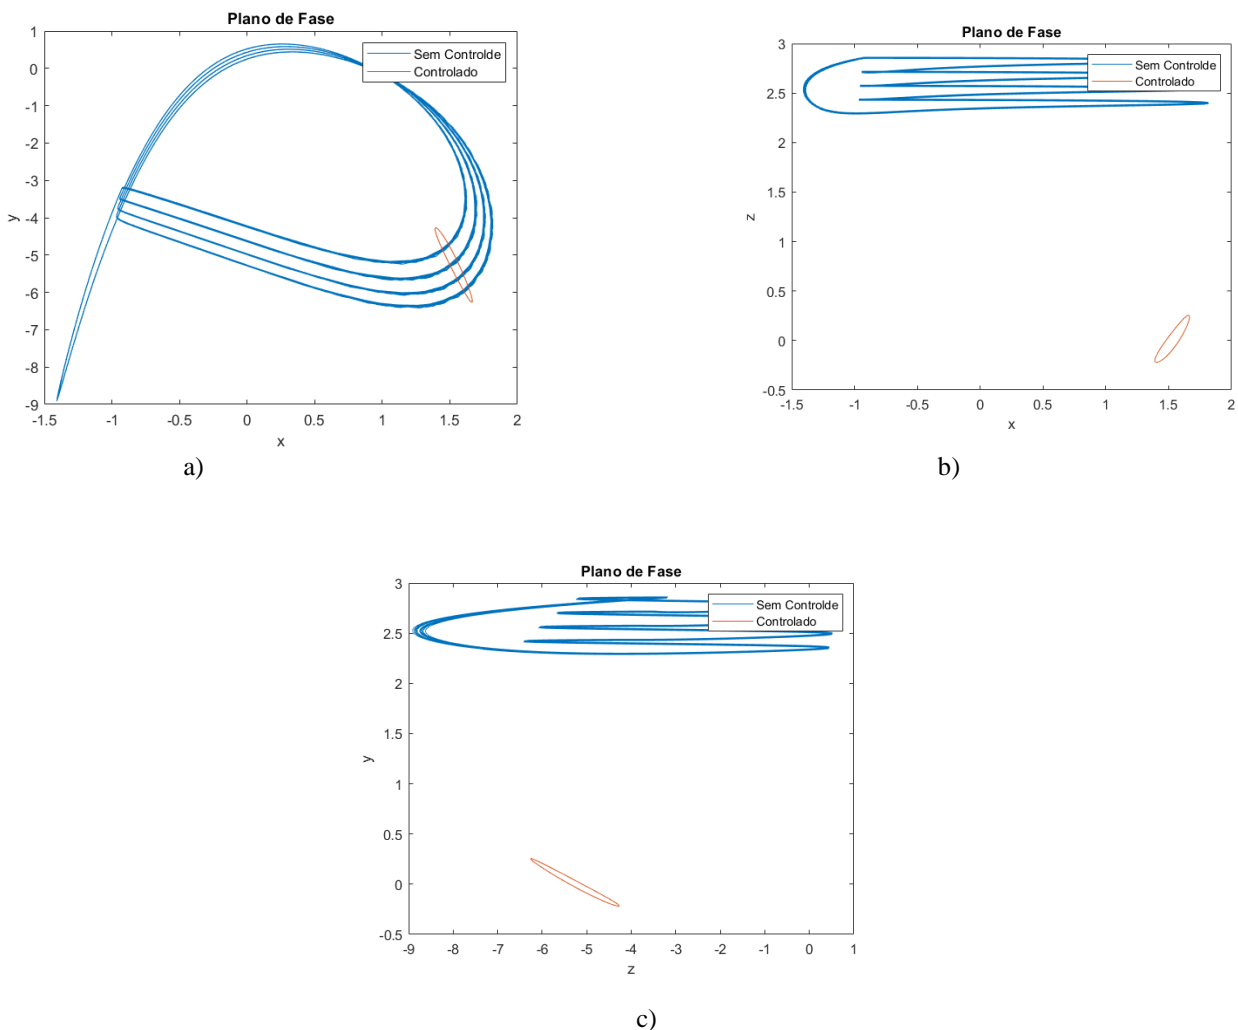 Plano de Fase
1
0
-1
-2
-3
-4
-5
-6
-7
-8
-9
y
Sem Controlde
Controlado
-1.5 -1 -0.5 0 0.5 1 1.5 2
x
a)
Plano de Fase
3
2.5
2
1.5
1
0.5
0
-0.5
z
Sem Controlde
Controlado
-1.5 -1 -0.5 0 0.5 1 1.5 2
x
b)
Plano de Fase
3
2.5
2
1.5
1
0.5
0
-0.5
y
Sem Controlde
Controlado
-9 -8 -7 -6 -5 -4 -3 -2 -1 0 1
z
c)